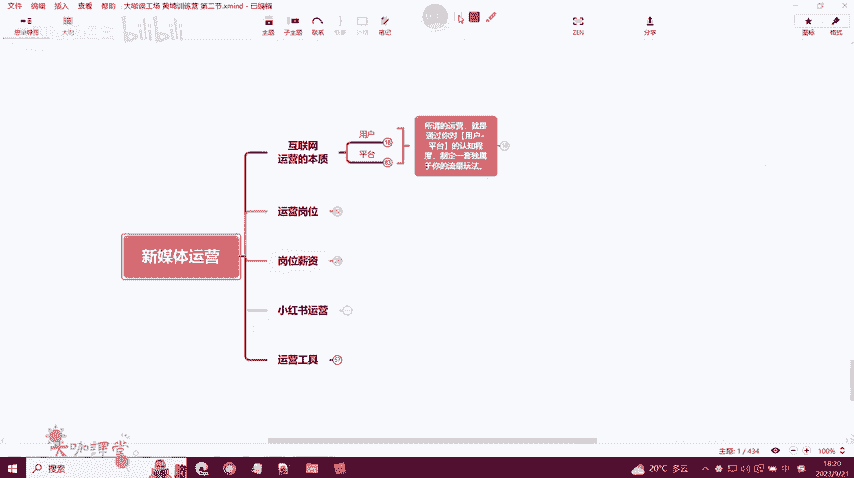 文件 编辑 插入 查看 帮助 大咖保工场 黄埔训练营 第二节.xmind - 已编辑
思维导图 大纲
bilibili
主题 子主题 联系 概要 外框 笔记
ZEN
分享
图标 格式
互联网
运营的本质
用户
16
平台
63
所谓的运营，就是
通过你对【用户-
平台】的认知程
度，制定一套独属
于你的流量玩法。
运营岗位
新媒体运营
岗位薪资
小红书运营
运营工具
57
大咖课堂
主题: 1 / 434
100%
搜索
20°C 多云
中
18:20
2023/9/21